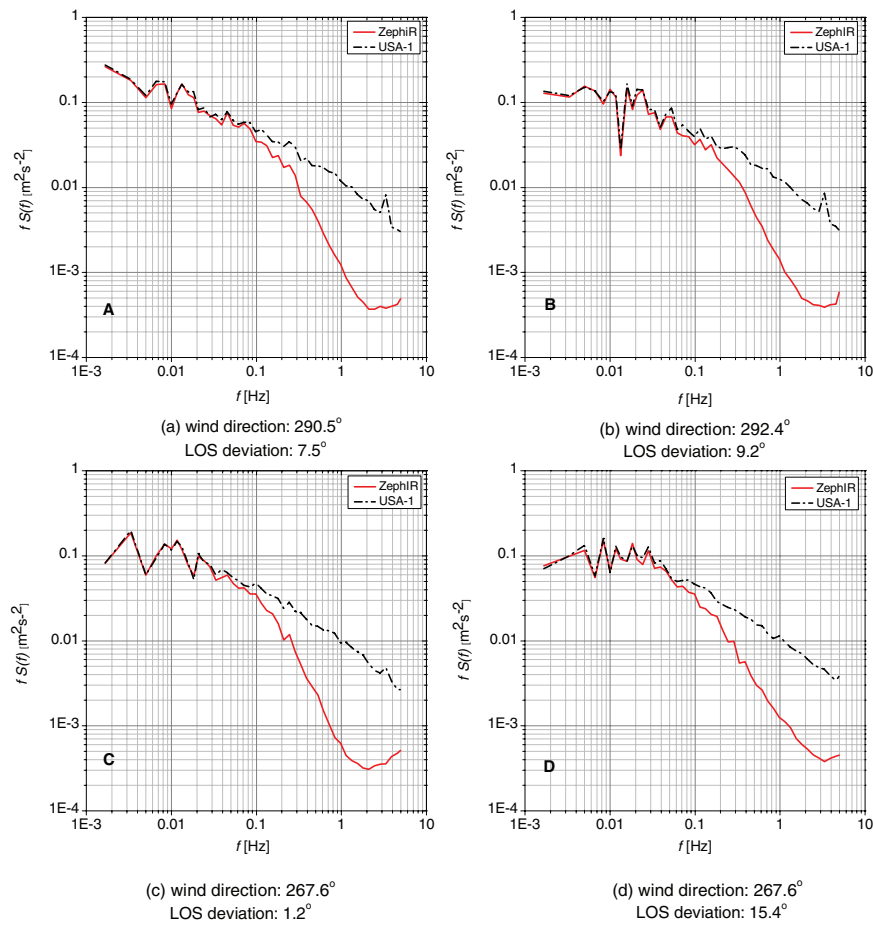 1
ZephiR
USA-1
0.1
0.01
1E-3
1E-4
f S(f) [m²s-²]
A
1E-3 0.01 0.1 1 10
f [Hz]
(a) wind direction: 290.5°
LOS deviation: 7.5°
1
ZephIR
USA-1
0.1
0.01
1E-3
1E-4
f S(f) [m²s-²]
B
1E-3 0.01 0.1 1 10
f [Hz]
(b) wind direction: 292.4°
LOS deviation: 9.2°
1
ZephIR
USA-1
0.1
0.01
1E-3
1E-4
f S(f) [m²s-²]
C
1E-3 0.01 0.1 1 10
f [Hz]
(c) wind direction: 267.6°
LOS deviation: 1.2°
1
ZephIR
USA-1
0.1
0.01
1E-3
1E-4
f S(f) [m²s-²]
D
1E-3 0.01 0.1 1 10
f [Hz]
(d) wind direction: 267.6°
LOS deviation: 15.4°